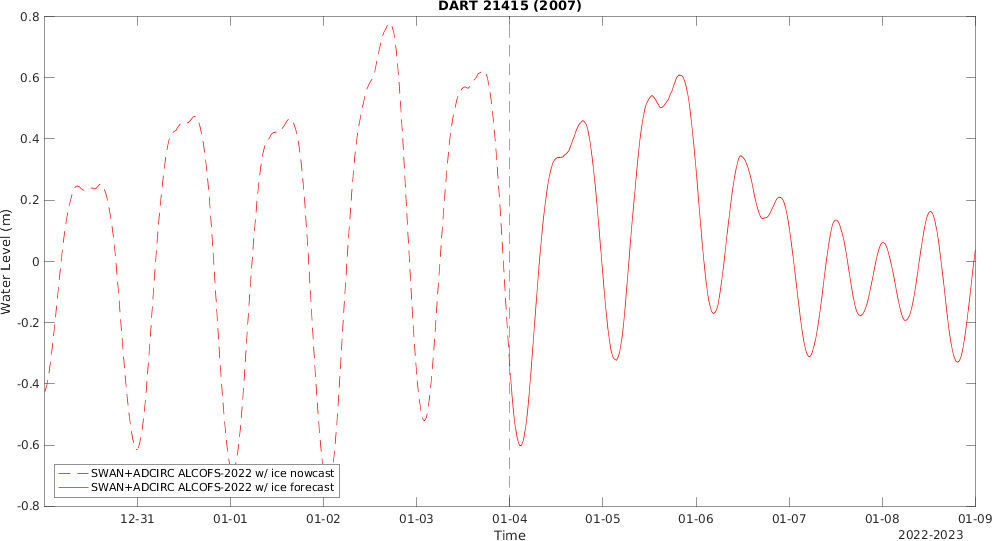 DART 21415 (2007)
0.8
0.6
0.4
0.2
0
-0.2
-0.4
-0.6
-0.8
Water Level (m)
SWAN+ADCIRC ALCOFS-2022 w/ ice nowcast
SWAN+ADCIRC ALCOFS-2022 w/ ice forecast
12-31 01-01 01-02 01-03 01-04 01-05 01-06 01-07 01-08 01-09
Time
2022-2023